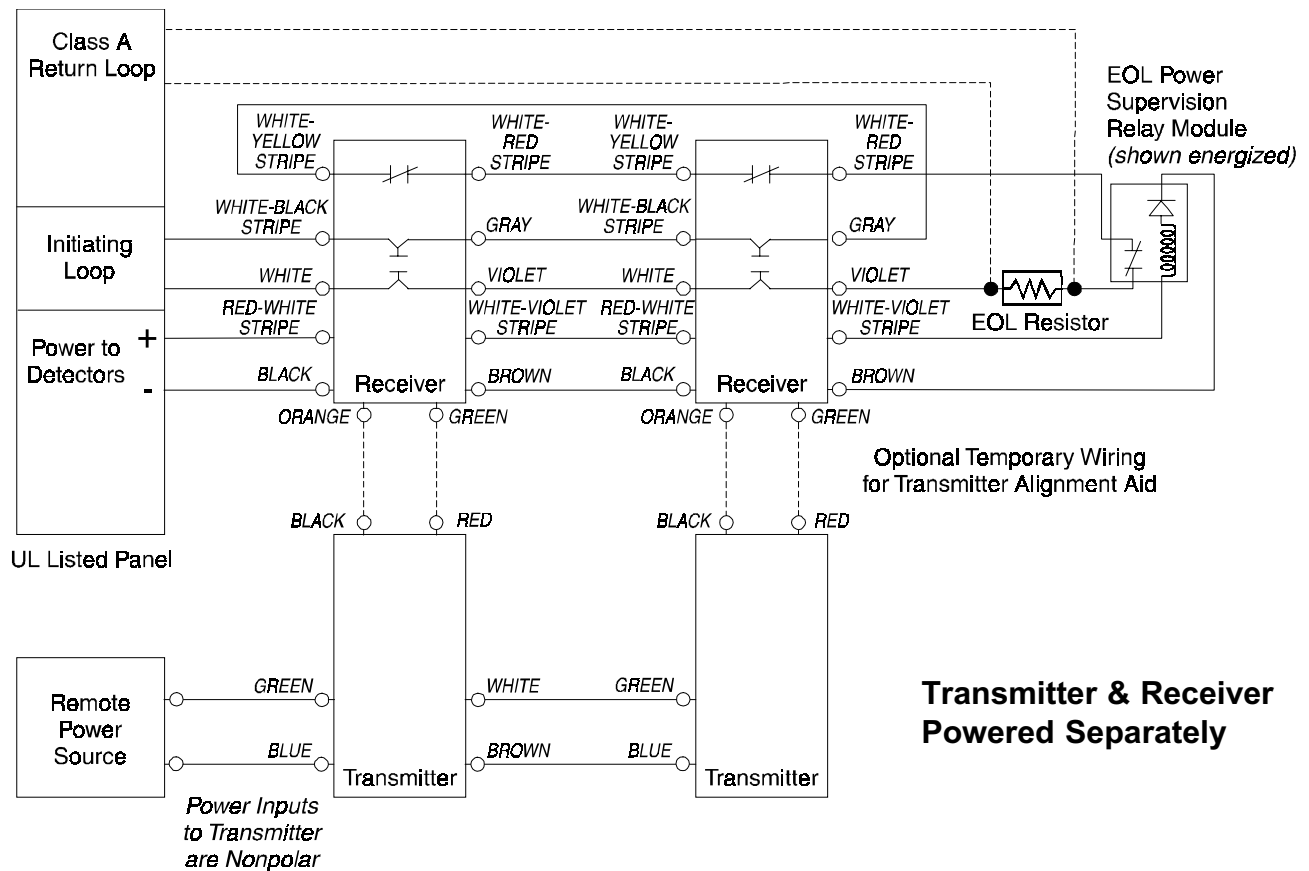 Class A
Return Loop
EOL Power
Supervision
Relay Module
(shown energized)
WHITE-
YELLOW
STRIPE
WHITE-
RED
STRIPE
WHITE-
YELLOW
STRIPE
WHITE-
RED
STRIPE
WHITE-BLACK
STRIPE
GRAY
WHITE-BLACK
STRIPE
GRAY
Initiating
Loop
WHITE
VIOLET
WHITE
VIOLET
RED-WHITE
STRIPE
WHITE-VIOLET
STRIPE
RED-WHITE
STRIPE
WHITE-VIOLET
STRIPE
EOL Resistor
Power to
Detectors
+
-
BLACK
Receiver
BROWN
BLACK
Receiver
BROWN
ORANGE
GREEN
ORANGE
GREEN
Optional Temporary Wiring
for Transmitter Alignment Aid
BLACK
RED
BLACK
RED
UL Listed Panel
Remote
Power
Source
GREEN
WHITE
GREEN
BLUE
BROWN
BLUE
Transmitter
Transmitter
Transmitter & Receiver
Powered Separately
Power Inputs
to Transmitter
are Nonpolar